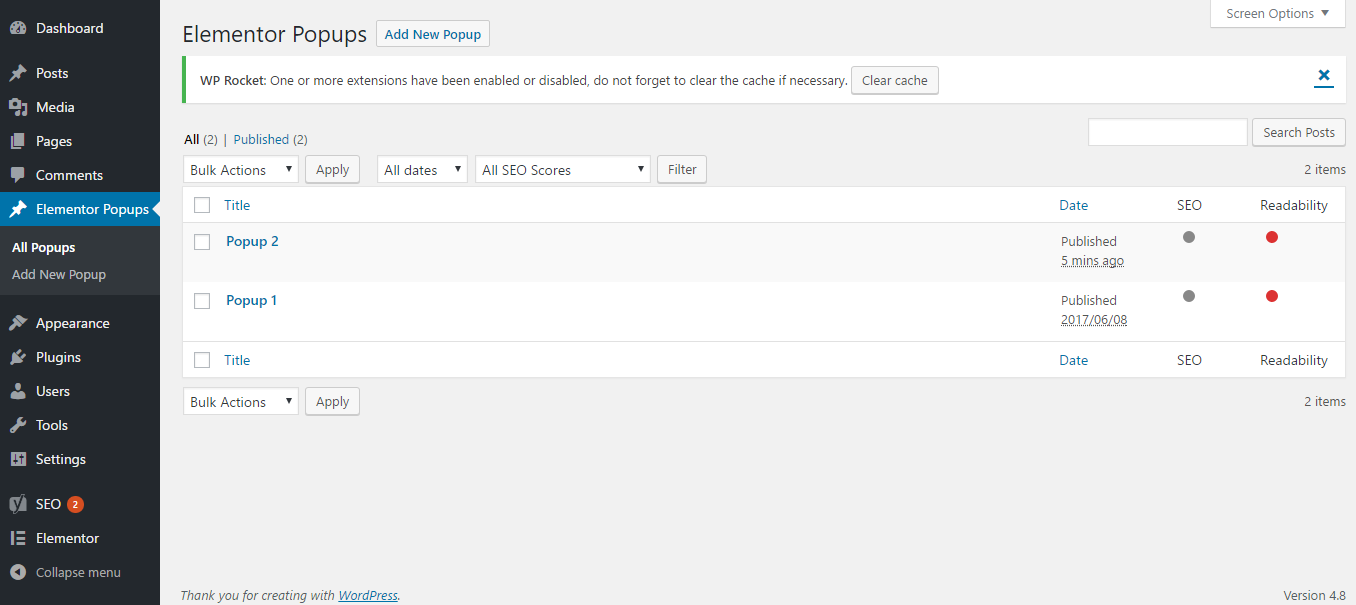 Dashboard
Posts
Media
Pages
Comments
Elementor Popups
All Popups
Add New Popup
Appearance
Plugins
Users
Tools
Settings
SEO 2
Elementor
Collapse menu
Screen Options
Elementor Popups Add New Popup
WP Rocket: One or more extensions have been enabled or disabled, do not forget to clear the cache if necessary. Clear cache
All (2) | Published (2)
Search Posts
Bulk Actions Apply All dates All SEO Scores Filter 2 items
Title Date SEO Readability
Popup 2 Published
5 mins ago
Popup 1 Published
2017/06/08
Title Date SEO Readability
Bulk Actions Apply 2 items
Thank you for creating with WordPress. Version 4.8